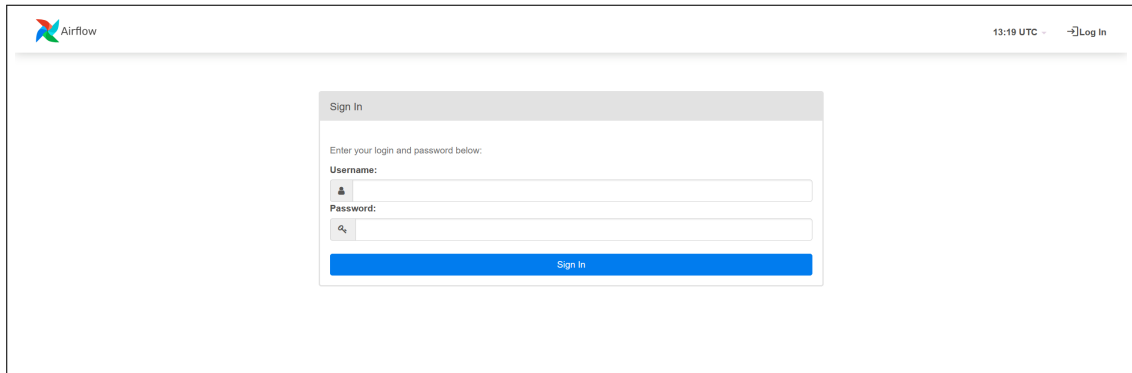 Airflow
13:19 UTC
Log In
Sign In
Enter your login and password below:
Username:
Password:
Sign In